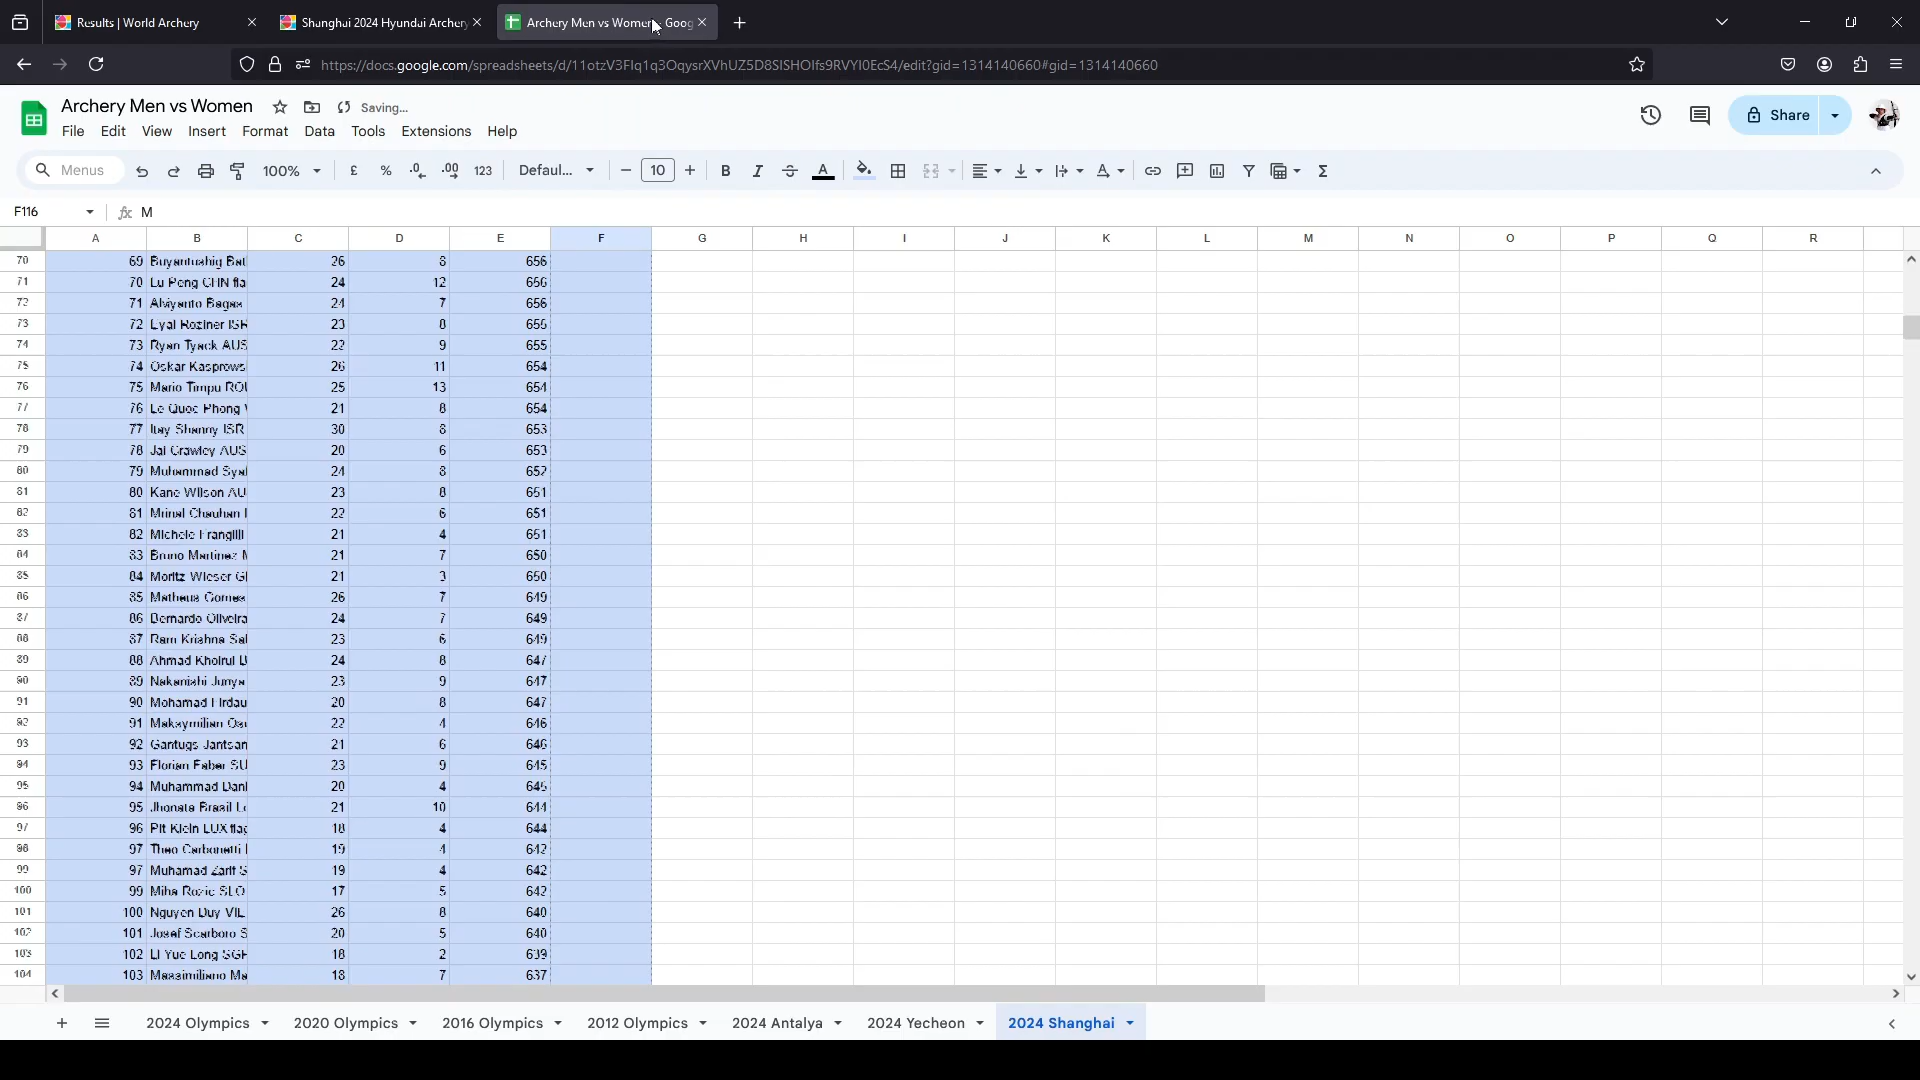 Results | World Archery
Shanghai 2024 Hyundai Archery
Archery Men vs Women - Goog
https://docs.google.com/spreadsheets/d/11otzV3FIq1q3OqysrXVhUZ5D8SISHOIfs9RVYI0EcS4/edit?gid=1314140660#gid=1314140660
Archery Men vs Women Saving...
File Edit View Insert Format Data Tools Extensions Help
Share
Menus 100% £ % .0 .00 123 Defaul... 10 B I A
F116 fx M
A B C D E F G H I J K L M N O P Q R
70 69 Buyantushig Bat 26 8 656
71 70 Lu Peng CHN fla 24 12 656
72 71 Alviyanto Bagas 24 7 656
73 72 Eyal Roziner ISR 23 8 655
74 73 Ryan Tyack AUS 22 9 655
75 74 Oskar Kasprows 26 11 654
76 75 Mario Timpu ROU 25 13 654
77 76 Le Quoc Phong V 21 8 654
78 77 Itay Shanny ISR 30 8 653
79 78 Jai Crawley AUS 20 6 653
80 79 Muhammad Syaf 24 8 652
81 80 Kane Wilson AU 23 8 651
82 81 Mrinal Chauhan I 22 6 651
83 82 Michele Frangilli 21 4 651
84 83 Bruno Martinez M 21 7 650
85 84 Moritz Wieser GE 21 3 650
86 85 Matheus Gomes 26 7 649
87 86 Bernardo Oliveira 24 7 649
88 87 Ram Krishna Sal 23 6 649
89 88 Ahmad Khoirul B 24 8 647
90 89 Nakanishi Junya 23 9 647
91 90 Mohamad Firdau 20 8 647
92 91 Maksymilian Osu 22 4 646
93 92 Gantugs Jantsan 21 6 646
94 93 Florian Faber SU 23 9 645
95 94 Muhammad Dani 20 4 645
96 95 Jhonata Brasil Lo 21 10 644
97 96 Pit Klein LUX flag 18 4 644
98 97 Theo Carbonetti 19 4 642
99 97 Muhamad Zarif S 19 4 642
100 99 Miha Rozic SLO 17 5 642
101 100 Nguyen Duy VIE 26 8 640
102 101 Josef Scarboro S 20 5 640
103 102 Li Yue Long SGP 18 2 639
104 103 Massimiliano Ma 18 7 637
2024 Olympics 2020 Olympics 2016 Olympics 2012 Olympics 2024 Antalya 2024 Yecheon 2024 Shanghai